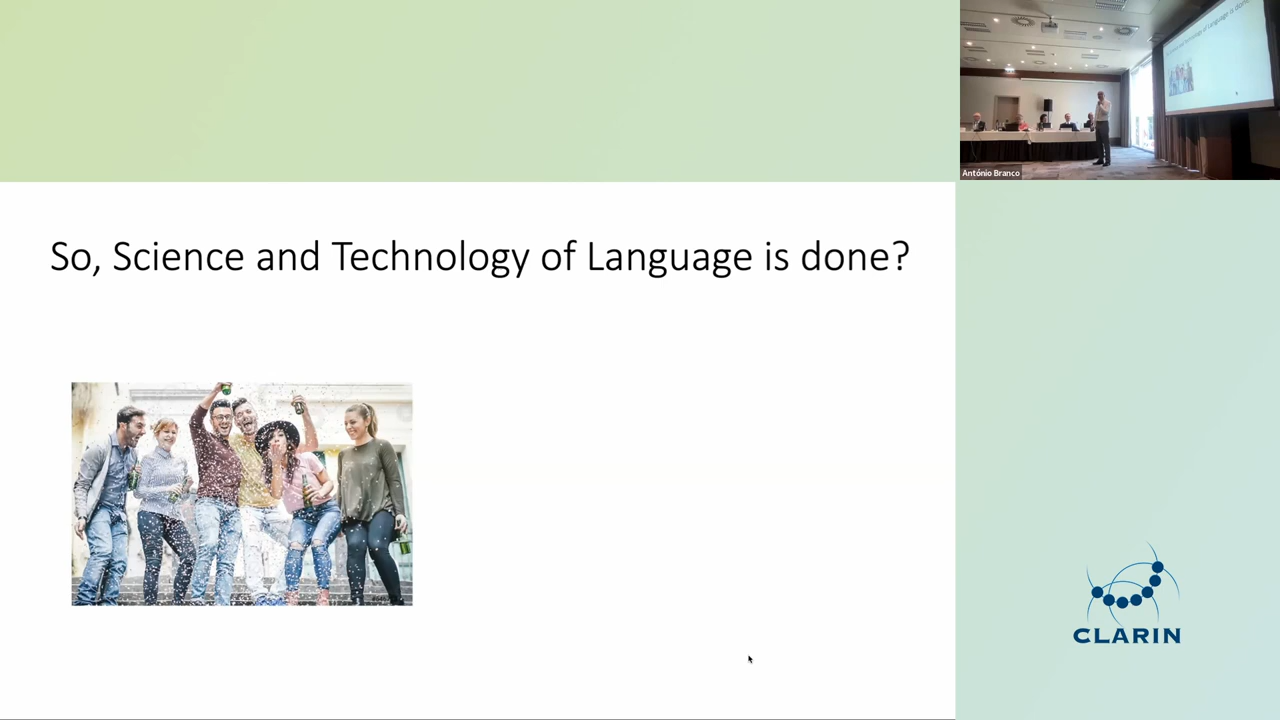 António Branco
So, Science and Technology of Language is done?
CLARIN